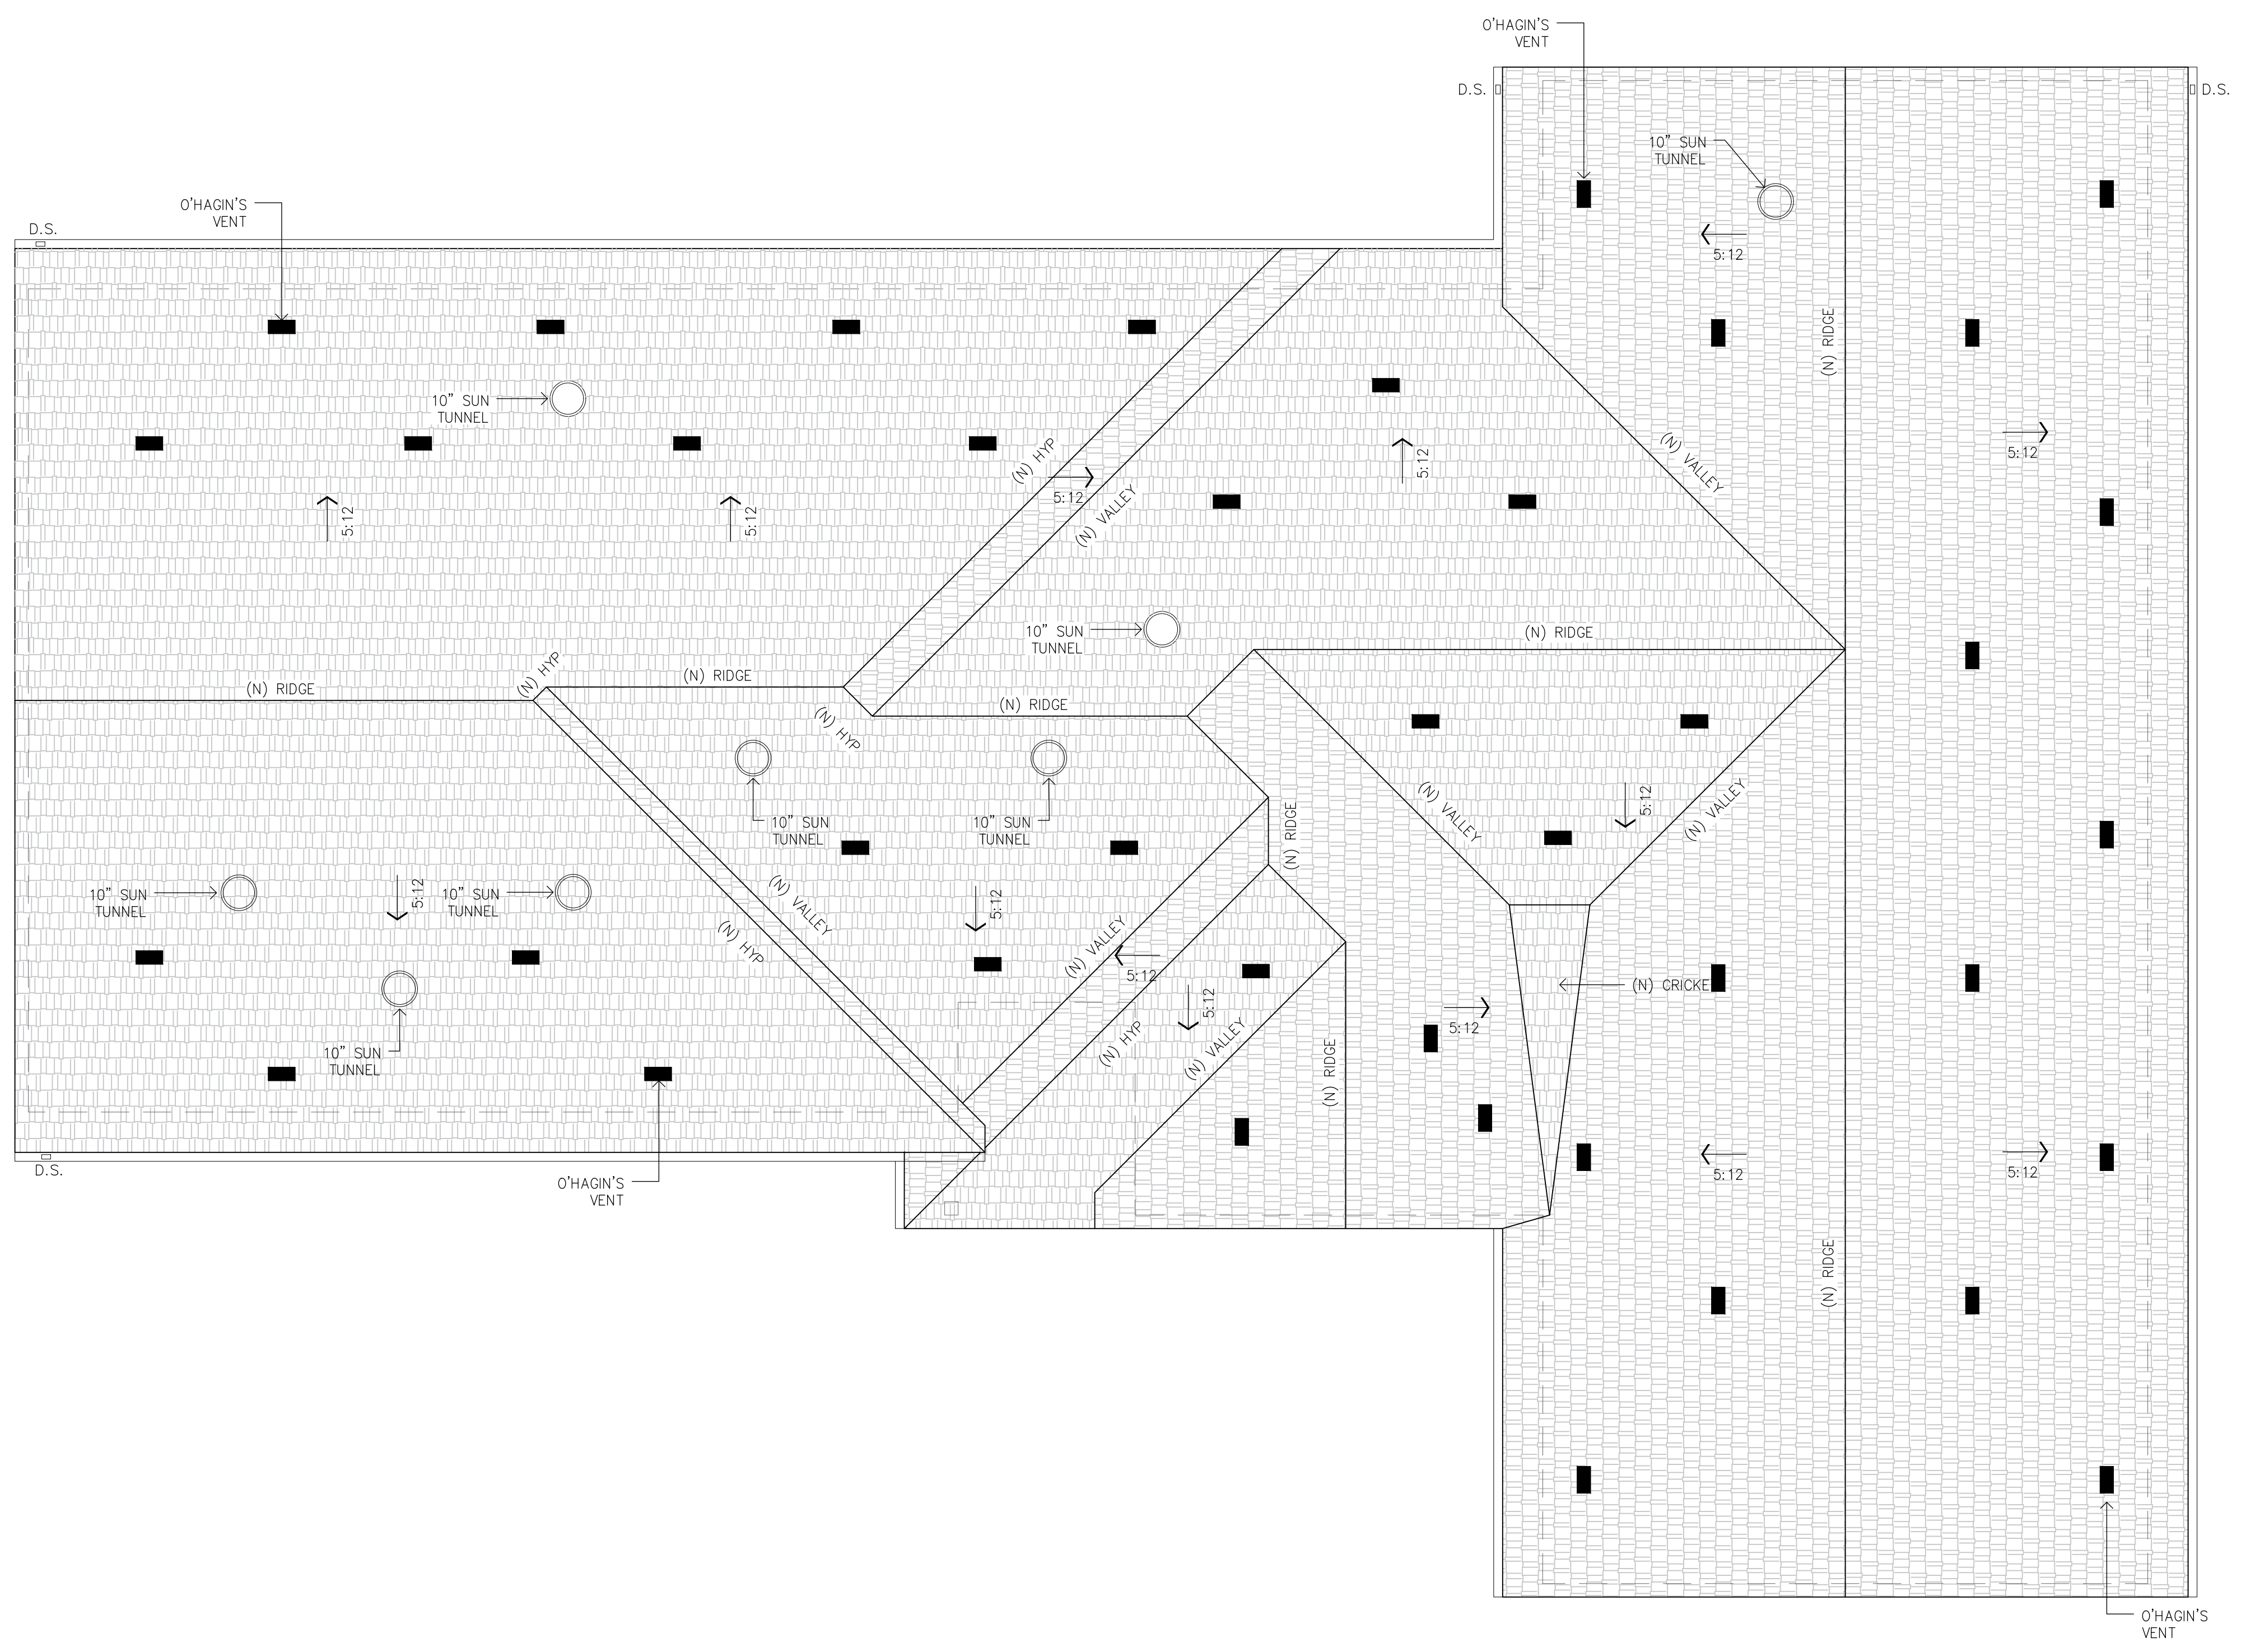 O'HAGIN'S
VENT
D.S.
D.S.
10" SUN
TUNNEL
5:12
O'HAGIN'S
VENT
D.S.
(N) RIDGE
10" SUN
TUNNEL
(N) HYP
5:12
(N) VALLEY
5:12
(N) VALLEY
5:12
5:12
5:12
10" SUN
TUNNEL
(N) RIDGE
(N) HYP
(N) RIDGE
(N) RIDGE
(N) RIDGE
(N) HYP
10" SUN
TUNNEL
10" SUN
TUNNEL
(N) RIDGE
(N) VALLEY
5:12
(N) VALLEY
10" SUN
TUNNEL
5:12
10" SUN
TUNNEL
(N) VALLEY
(N) HYP
5:12
(N) VALLEY
5:12
5:12
(N) HYP
(N) VALLEY
(N) RIDGE
5:12
(N) CRICKE
10" SUN
TUNNEL
D.S.
O'HAGIN'S
VENT
5:12
5:12
(N) RIDGE
O'HAGIN'S
VENT